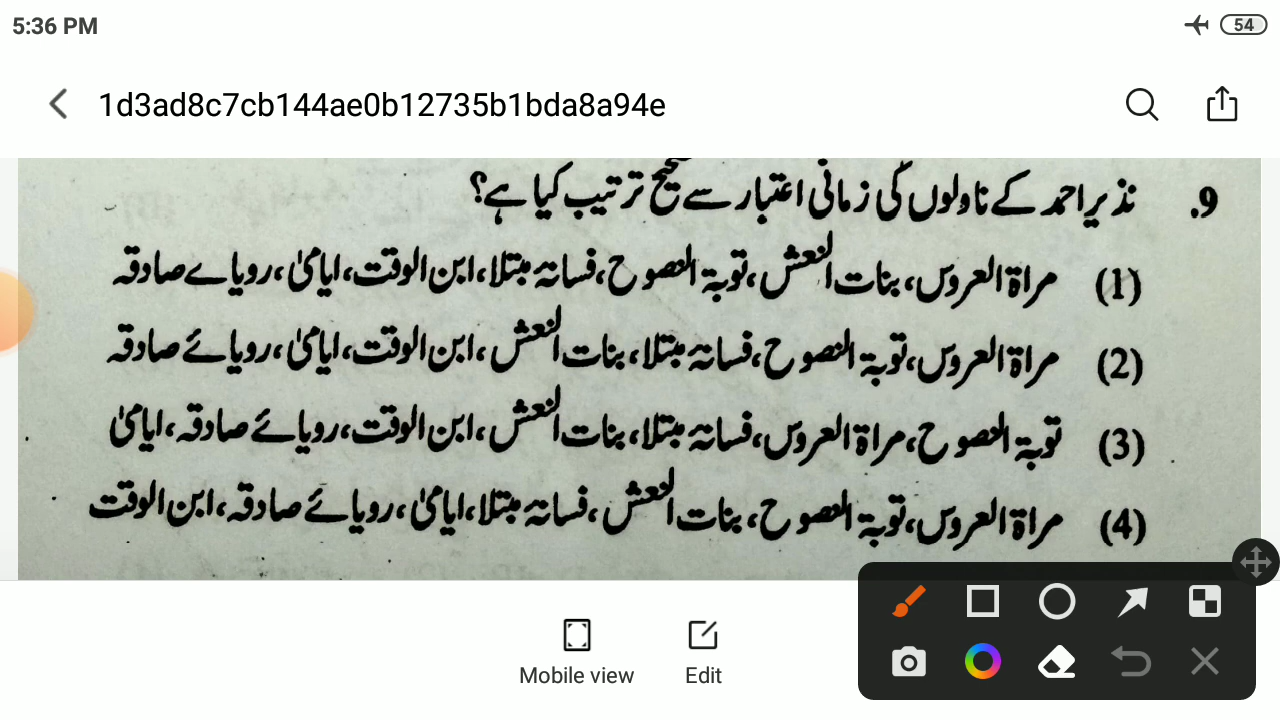 5:36 PM
54
1d3ad8c7cb144ae0b12735b1bda8a94e
9. نذیر احمد کے ناولوں کی زمانی اعتبار سے صحیح ترتیب کیا ہے؟
(1) مراۃ العروس، بنات النعش، توبۃ النصوح، فسانۂ مبتلا، ابن الوقت، ایامیٰ، رویاے صادقہ
(2) مراۃ العروس، توبۃ النصوح، فسانۂ مبتلا، بنات النعش، ابن الوقت، ایامیٰ، رویائے صادقہ
(3) توبۃ النصوح، مراۃ العروس، فسانۂ مبتلا، بنات النعش، ابن الوقت، رویائے صادقہ، ایامیٰ
(4) مراۃ العروس، توبۃ النصوح، بنات النعش، فسانۂ مبتلا، ایامیٰ، رویائے صادقہ، ابن الوقت
Mobile view
Edit